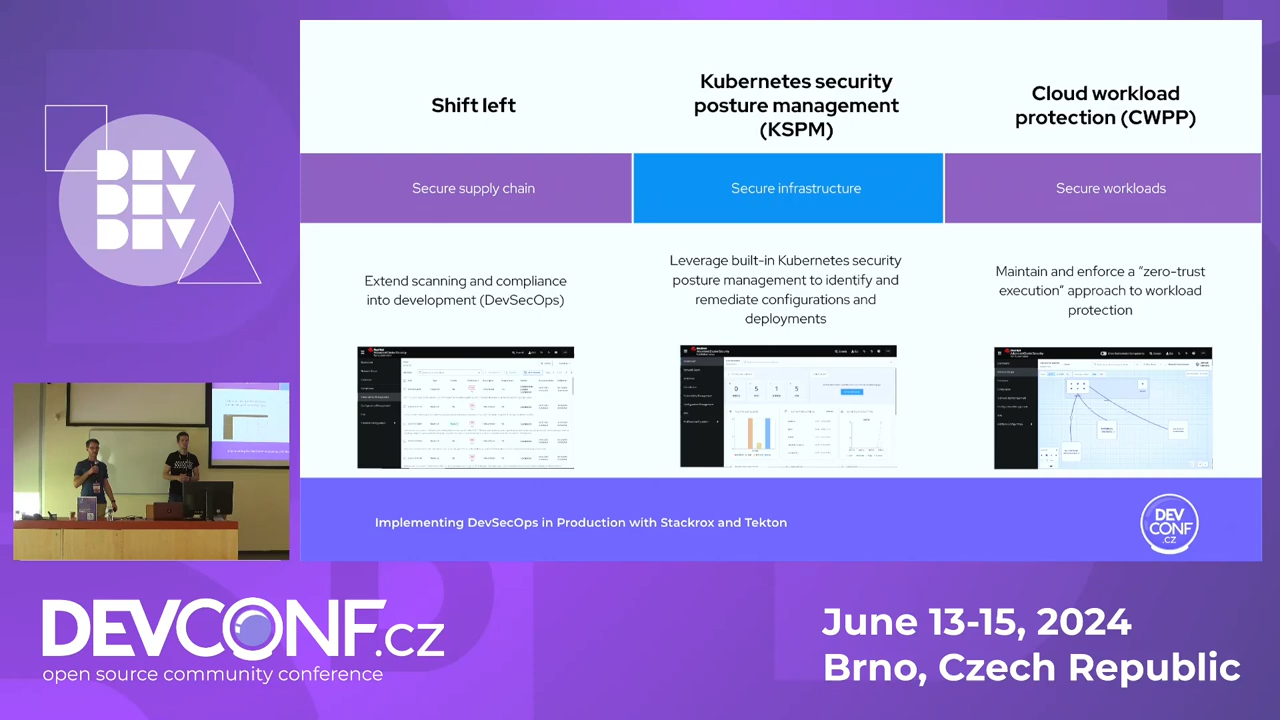 DEV
DEV
DEV
Shift left
Kubernetes security
posture management
(KSPM)
Cloud workload
protection (CWPP)
Secure supply chain
Secure infrastructure
Secure workloads
Extend scanning and compliance
into development (DevSecOps)
Leverage built-in Kubernetes security
posture management to identify and
remediate configurations and
deployments
Maintain and enforce a "zero-trust
execution" approach to workload
protection
Implementing DevSecOps in Production with Stackrox and Tekton
DEV
CONF
.CZ
DEVCONF.cz
open source community conference
June 13-15, 2024
Brno, Czech Republic